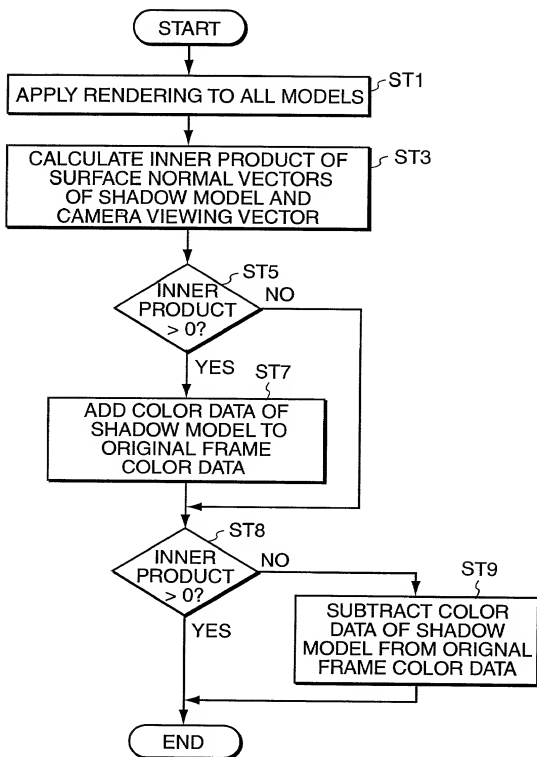 START
APPLY RENDERING TO ALL MODELS
ST1
CALCULATE INNER PRODUCT OF
SURFACE NORMAL VECTORS
OF SHADOW MODEL AND
CAMERA VIEWING VECTOR
ST3
ST5
INNER
PRODUCT
> 0?
NO
YES
ST7
ADD COLOR DATA OF
SHADOW MODEL TO
ORIGINAL FRAME
COLOR DATA
ST8
INNER
PRODUCT
> 0?
NO
YES
ST9
SUBTRACT COLOR
DATA OF SHADOW
MODEL FROM ORIGNAL
FRAME COLOR DATA
END